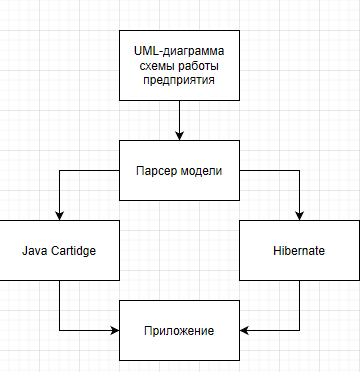 UML-диаграмма
схемы работы
предприятия
Парсер модели
Java Cartidge
Hibernate
Приложение